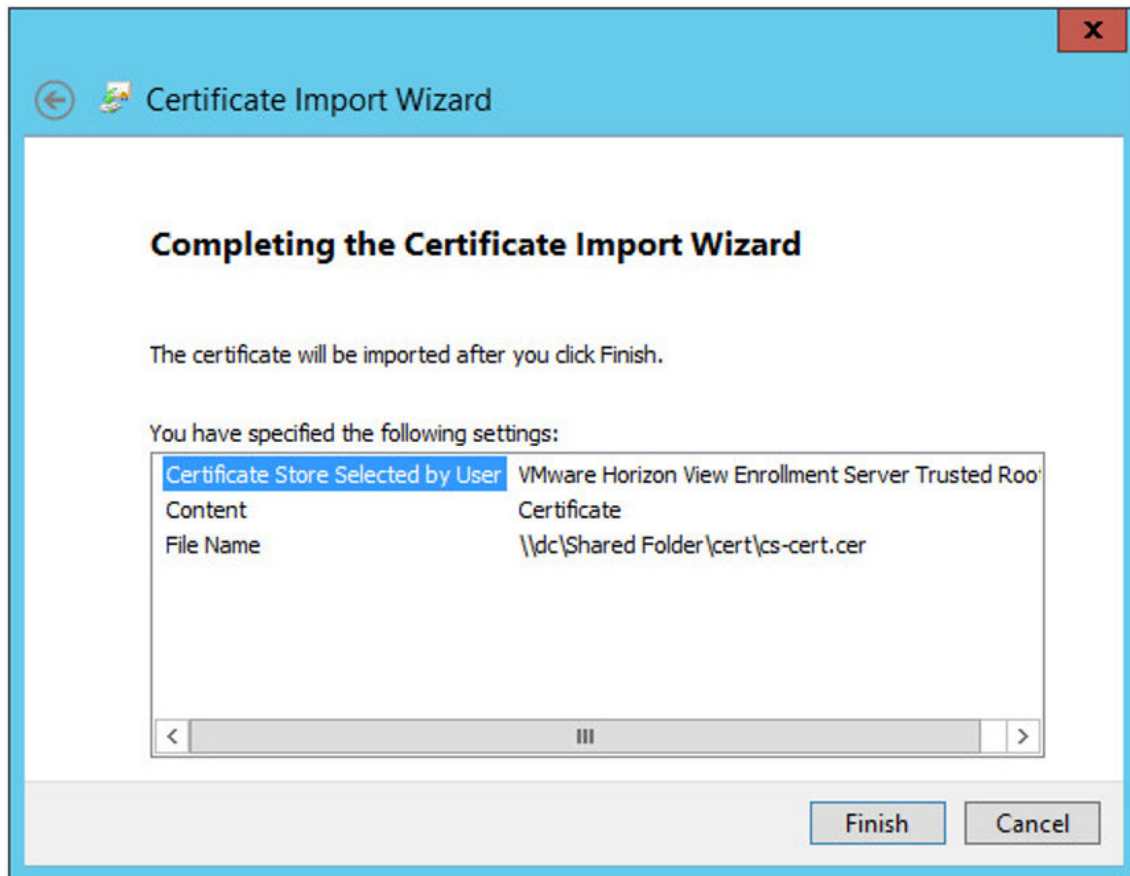 Certificate Import Wizard
Completing the Certificate Import Wizard
The certificate will be imported after you click Finish.
You have specified the following settings:
Certificate Store Selected by User VMware Horizon View Enrollment Server Trusted Roo
Content Certificate
File Name \\dc\Shared Folder\cert\cs-cert.cer
Finish Cancel